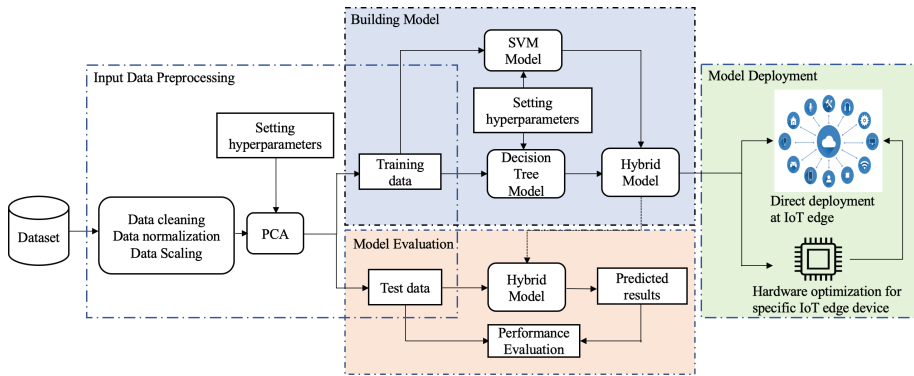 Building Model
SVM
Model
Input Data Preprocessing
Model Deployment
Setting
hyperparameters
Setting
hyperparameters
Training
data
Decision
Tree
Model
Hybrid
Model
Direct deployment
at IoT edge
Dataset
Data cleaning
Data normalization
Data Scaling
PCA
Model Evaluation
Test data
Hybrid
Model
Predicted
results
Hardware optimization for
specific IoT edge device
Performance
Evaluation